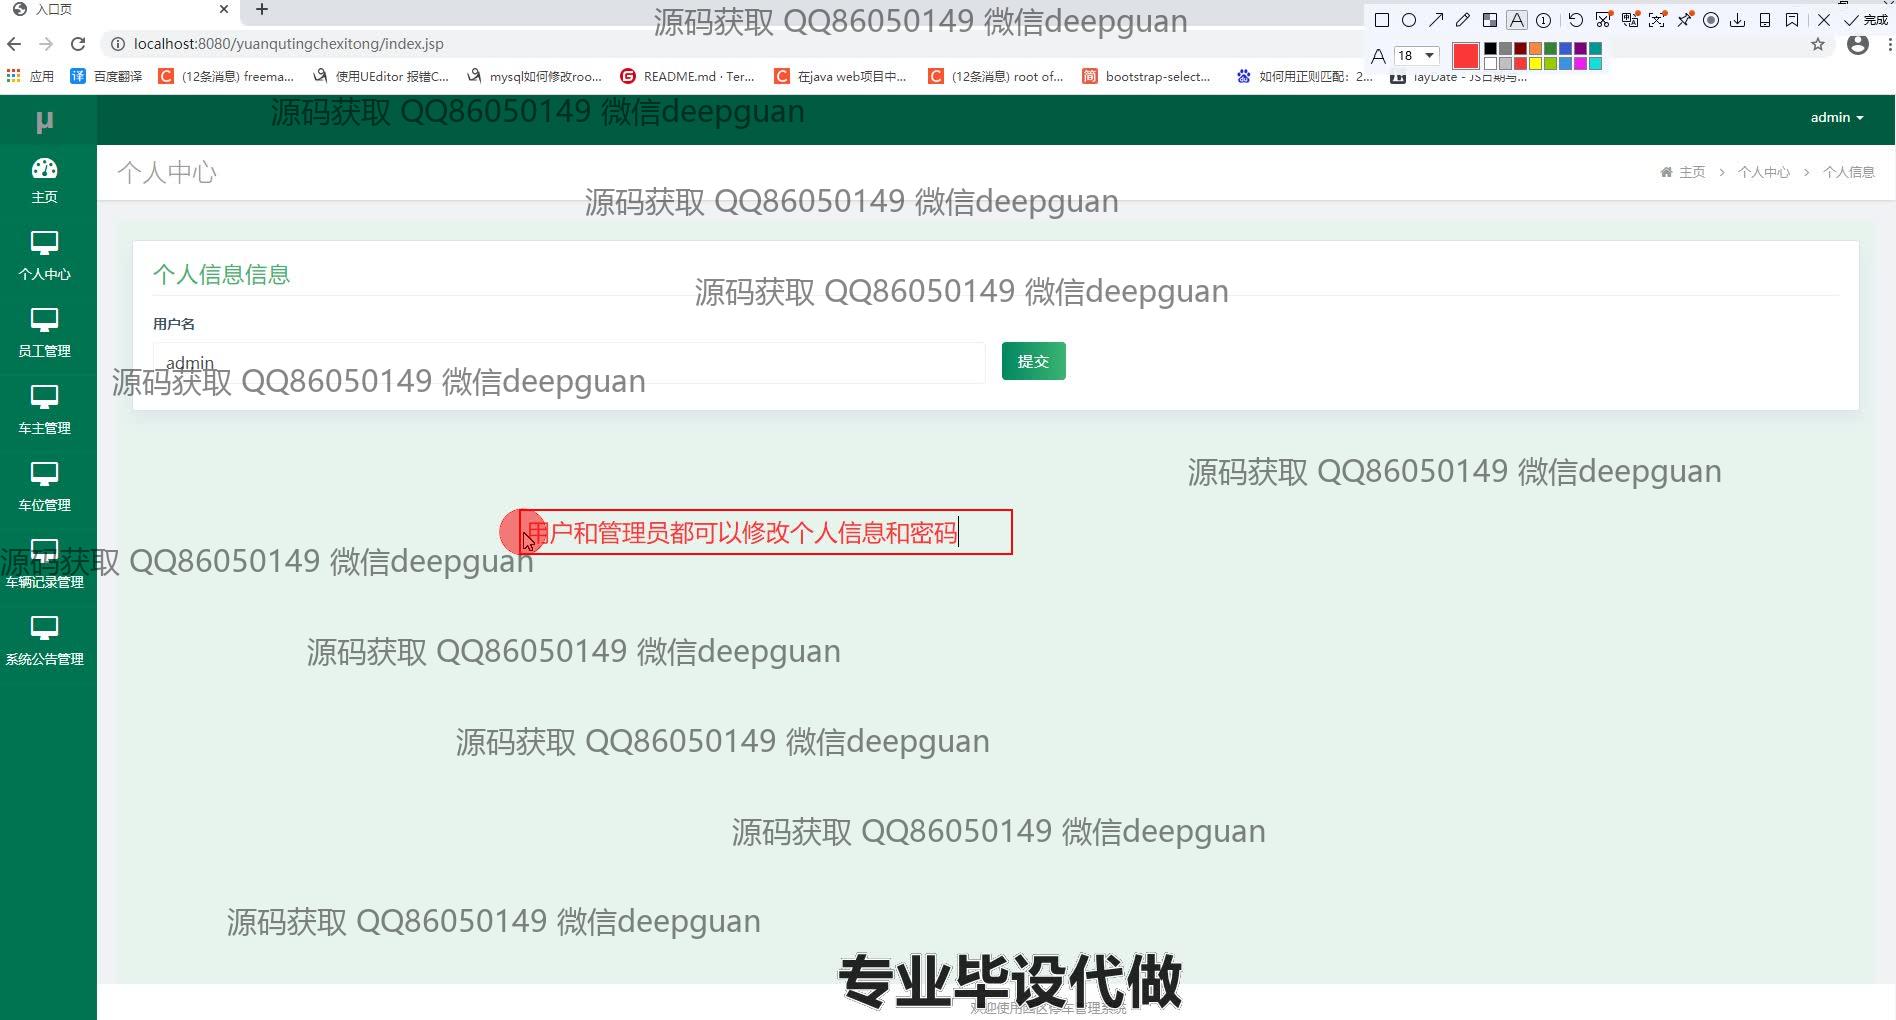 入口页
源码获取 QQ86050149 微信deepguan
完成
localhost:8080/yuanqutingchexitong/index.jsp
18
应用
百度翻译
(12条消息) freema...
使用UEditor 报错C...
mysql如何修改roo...
README.md · Ter...
在java web项目中...
(12条消息) root of...
bootstrap-select...
如何用正则匹配：2...
layDate - JS日期与...
μ
源码获取 QQ86050149 微信deepguan
admin
主页
个人中心
主页 > 个人中心 > 个人信息
源码获取 QQ86050149 微信deepguan
个人中心
个人信息信息
源码获取 QQ86050149 微信deepguan
用户名
员工管理
admin
提交
源码获取 QQ86050149 微信deepguan
车主管理
源码获取 QQ86050149 微信deepguan
车位管理
用户和管理员都可以修改个人信息和密码
源码获取 QQ86050149 微信deepguan
车辆记录管理
源码获取 QQ86050149 微信deepguan
系统公告管理
源码获取 QQ86050149 微信deepguan
源码获取 QQ86050149 微信deepguan
源码获取 QQ86050149 微信deepguan
专业毕设代做
欢迎使用园区停车管理系统